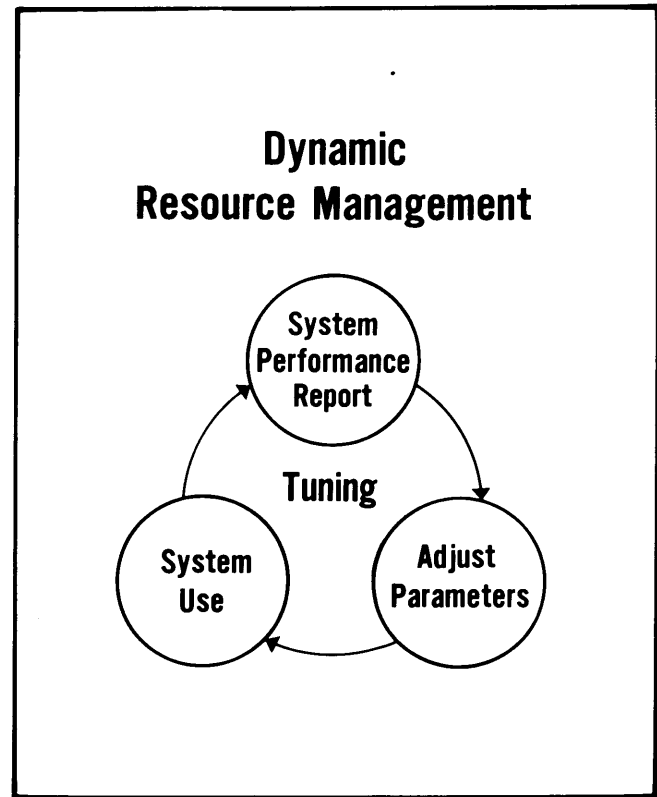 Dynamic
Resource Management
System
Performance
Report
Tuning
System
Use
Adjust
Parameters